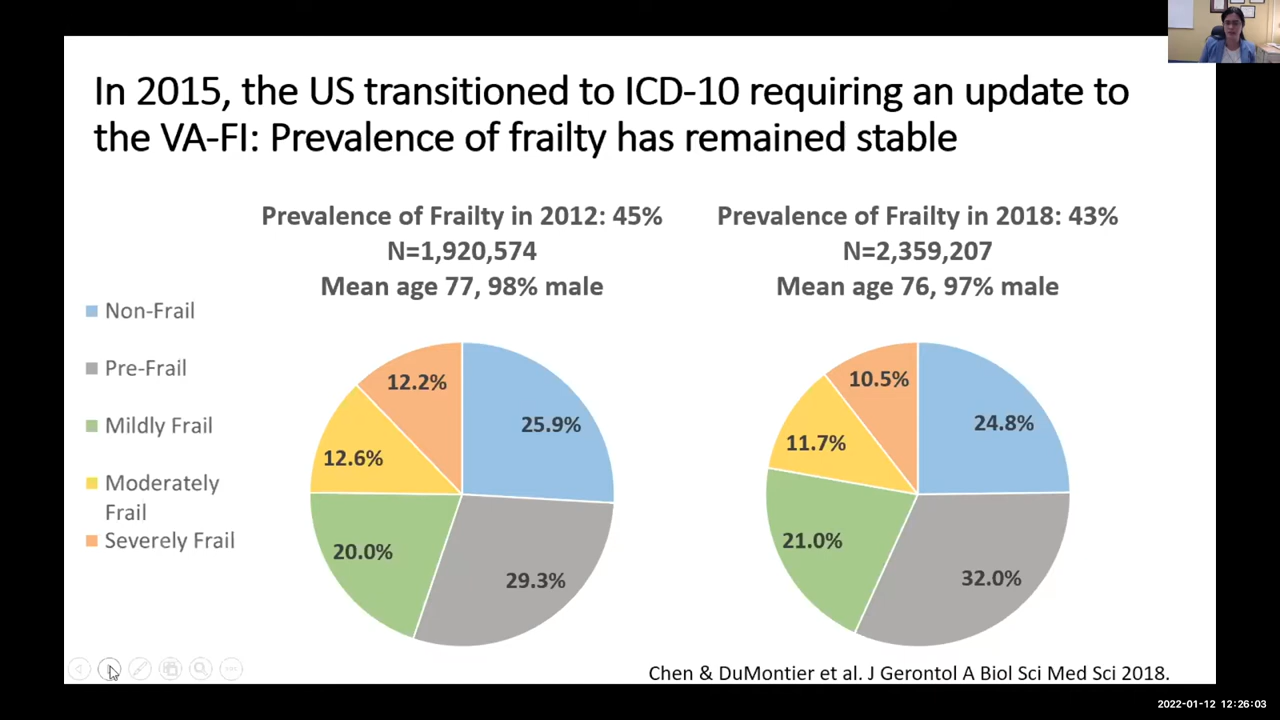 In 2015, the US transitioned to ICD-10 requiring an update to
the VA-FI: Prevalence of frailty has remained stable
Prevalence of Frailty in 2012: 45%
N=1,920,574
Mean age 77, 98% male
Prevalence of Frailty in 2018: 43%
N=2,359,207
Mean age 76, 97% male
Non-Frail
Pre-Frail
Mildly Frail
Moderately
Frail
Severely Frail
12.2%
25.9%
12.6%
20.0%
29.3%
10.5%
24.8%
11.7%
21.0%
32.0%
Chen & DuMontier et al. J Gerontol A Biol Sci Med Sci 2018.
2022-01-12 12:26:03